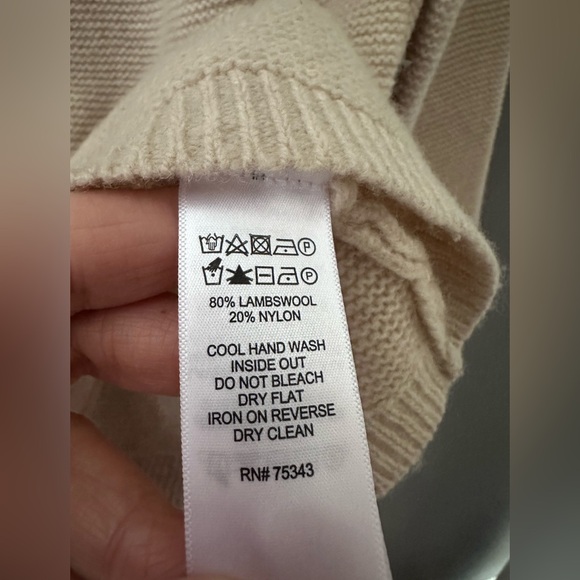 P
P
80% LAMBSWOOL
20% NYLON
COOL HAND WASH
INSIDE OUT
DO NOT BLEACH
DRY FLAT
IRON ON REVERSE
DRY CLEAN
RN# 75343